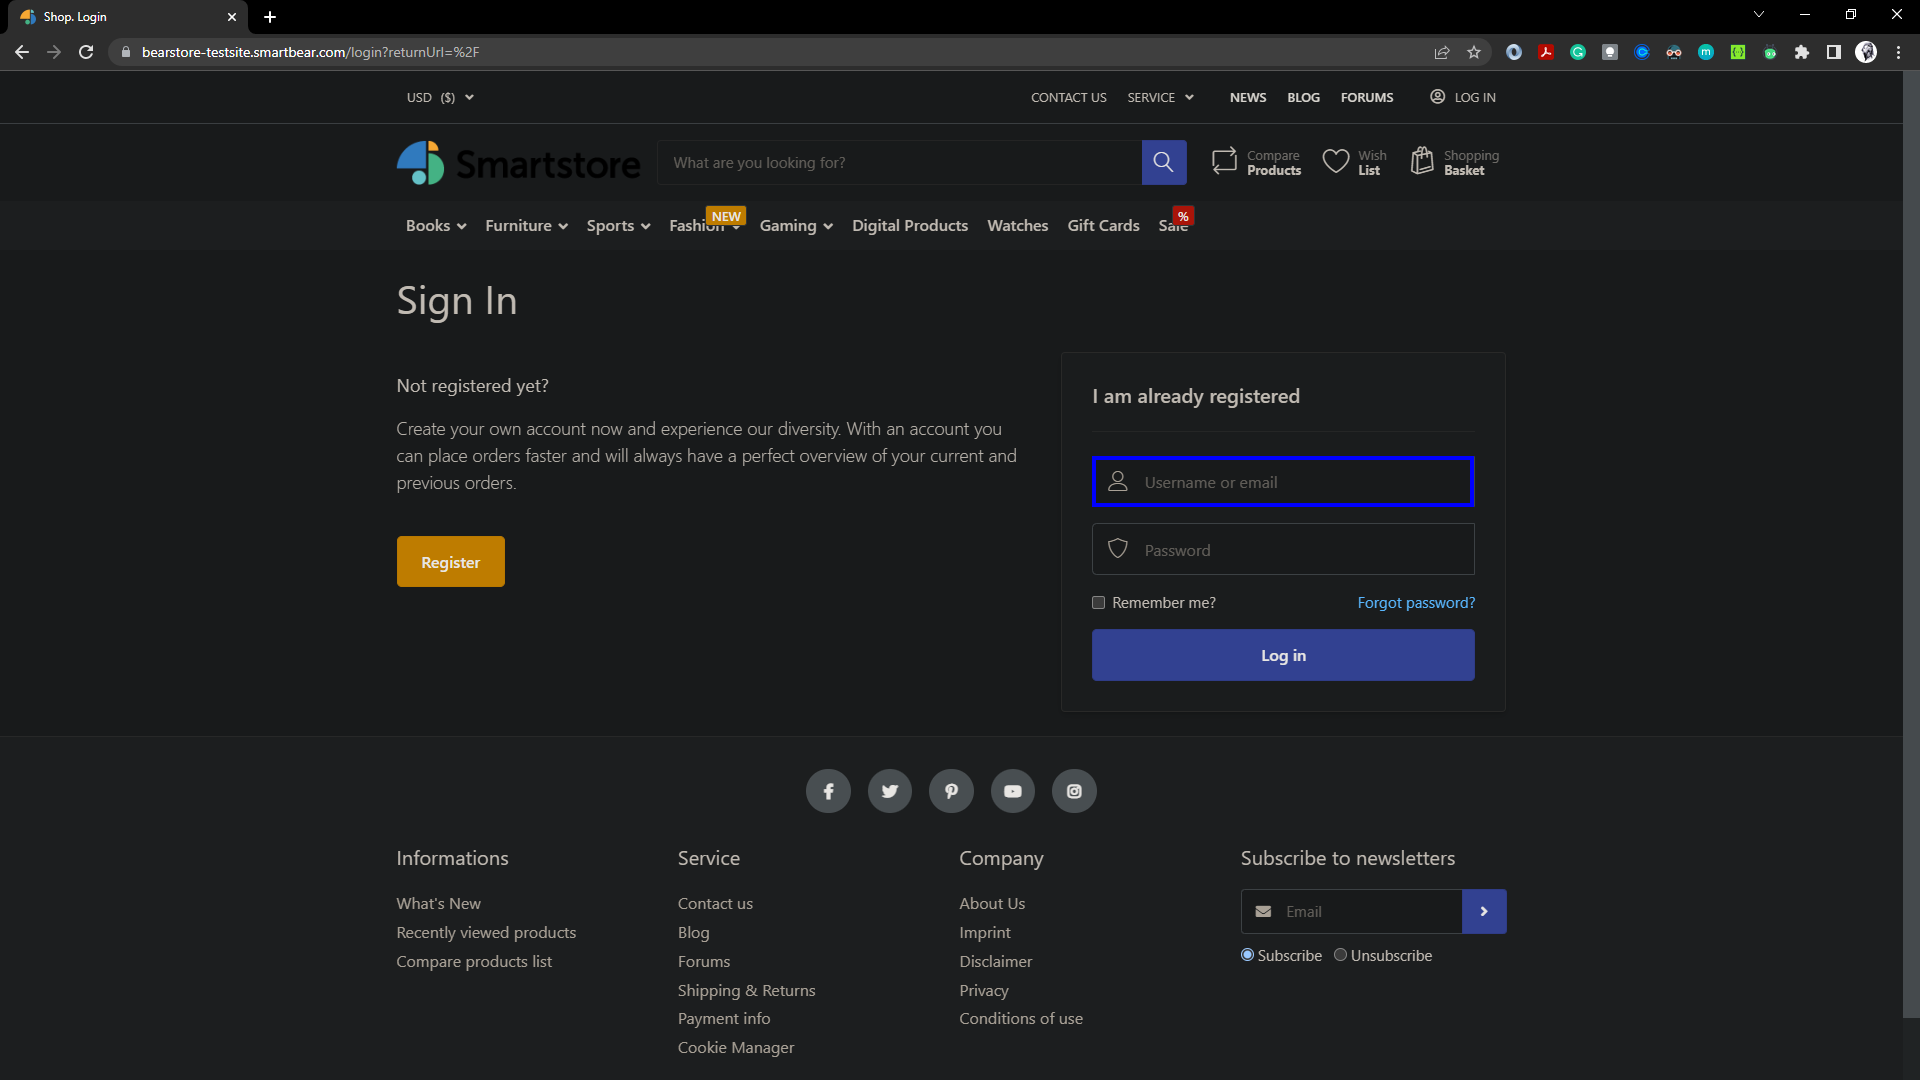 Shop. Login
bearstore-testsite.smartbear.com/login?returnUrl=%2F
USD ($)
CONTACT US SERVICE NEWS BLOG FORUMS LOG IN
Smartstore
What are you looking for?
Compare Products
Wish List
Shopping Basket
Books Furniture Sports Fashion NEW Gaming Digital Products Watches Gift Cards Sale %
Sign In
Not registered yet?
Create your own account now and experience our diversity. With an account you
can place orders faster and will always have a perfect overview of your current and
previous orders.
Register
I am already registered
Username or email
Password
Remember me? Forgot password?
Log in
Informations
What's New
Recently viewed products
Compare products list
Service
Contact us
Blog
Forums
Shipping & Returns
Payment info
Cookie Manager
Company
About Us
Imprint
Disclaimer
Privacy
Conditions of use
Subscribe to newsletters
Email
Subscribe Unsubscribe